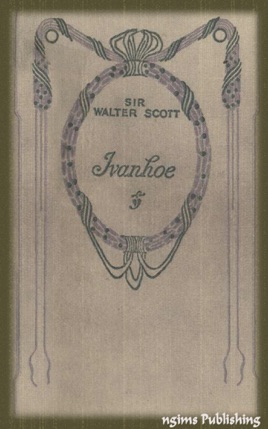 SIR
WALTER SCOTT
Ivanhoe
ngims Publishing